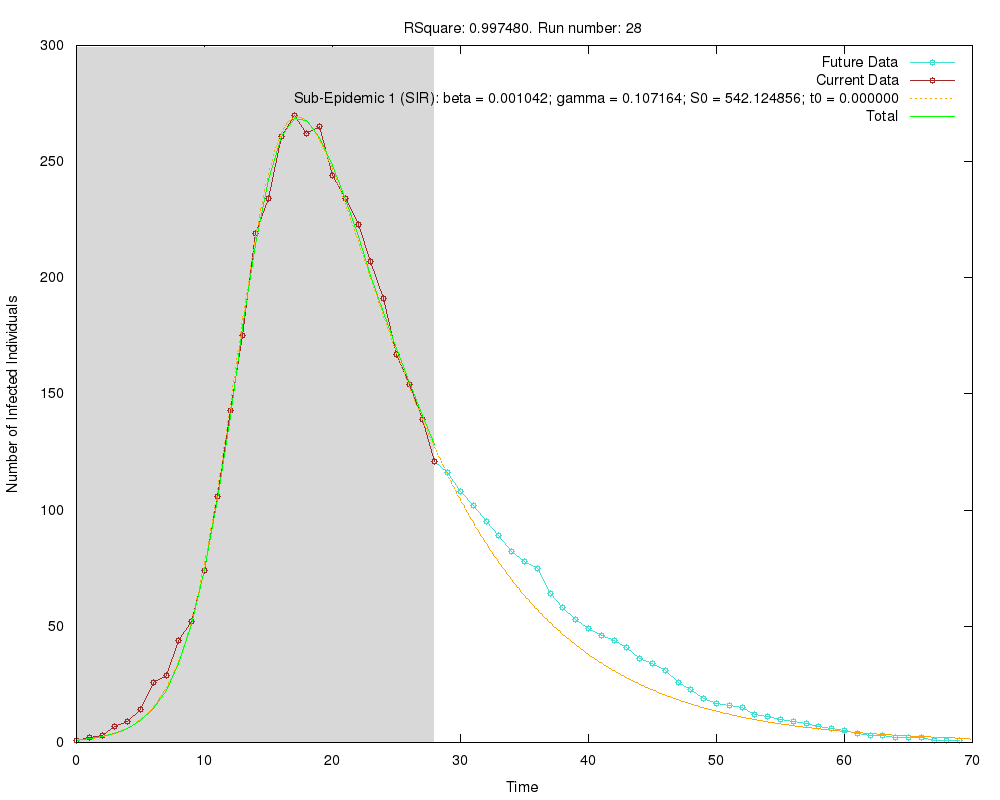 RSquare: 0.997480. Run number: 28
300
250
200
150
100
50
0
Number of Infected Individuals
Future Data
Current Data
Sub-Epidemic 1 (SIR): beta = 0.001042; gamma = 0.107164; S0 = 542.124856; t0 = 0.000000
Total
0 10 20 30 40 50 60 70
Time